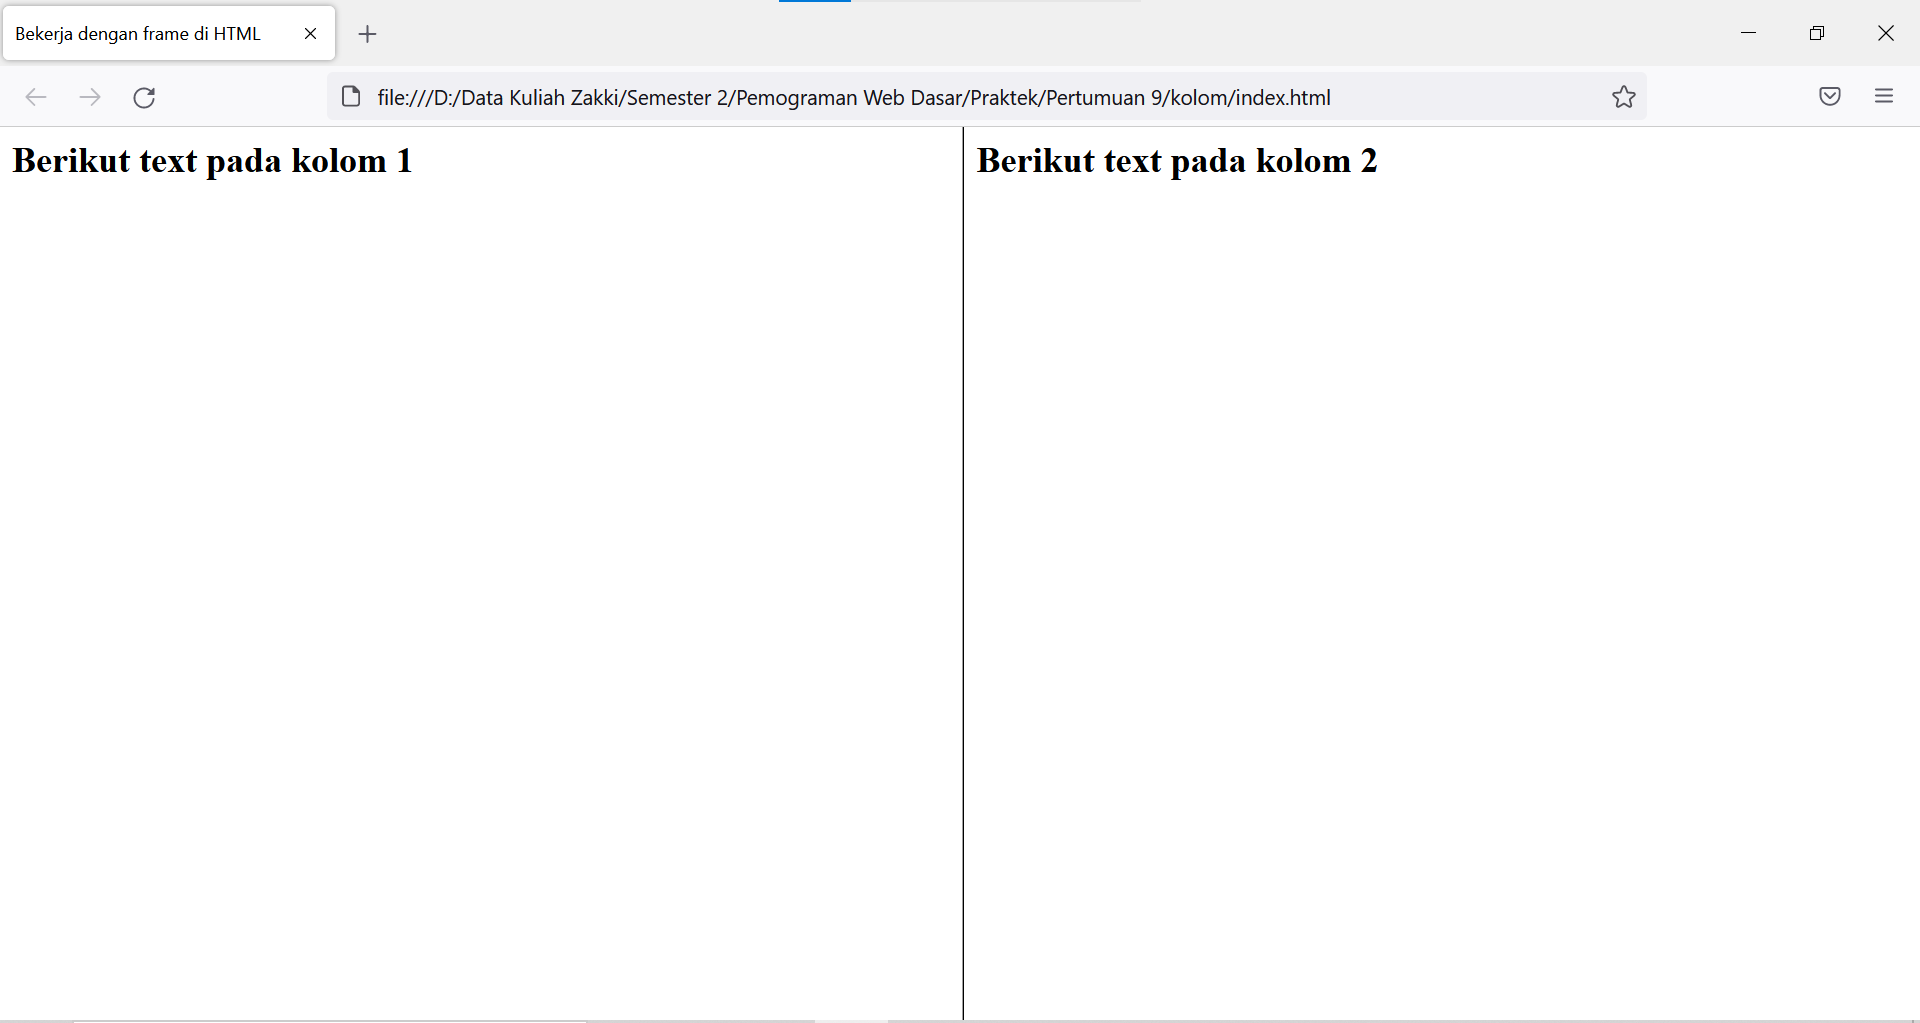 Bekerja dengan frame di HTML
file:///D:/Data Kuliah Zakki/Semester 2/Pemograman Web Dasar/Praktek/Pertumuan 9/kolom/index.html
Berikut text pada kolom 1
Berikut text pada kolom 2